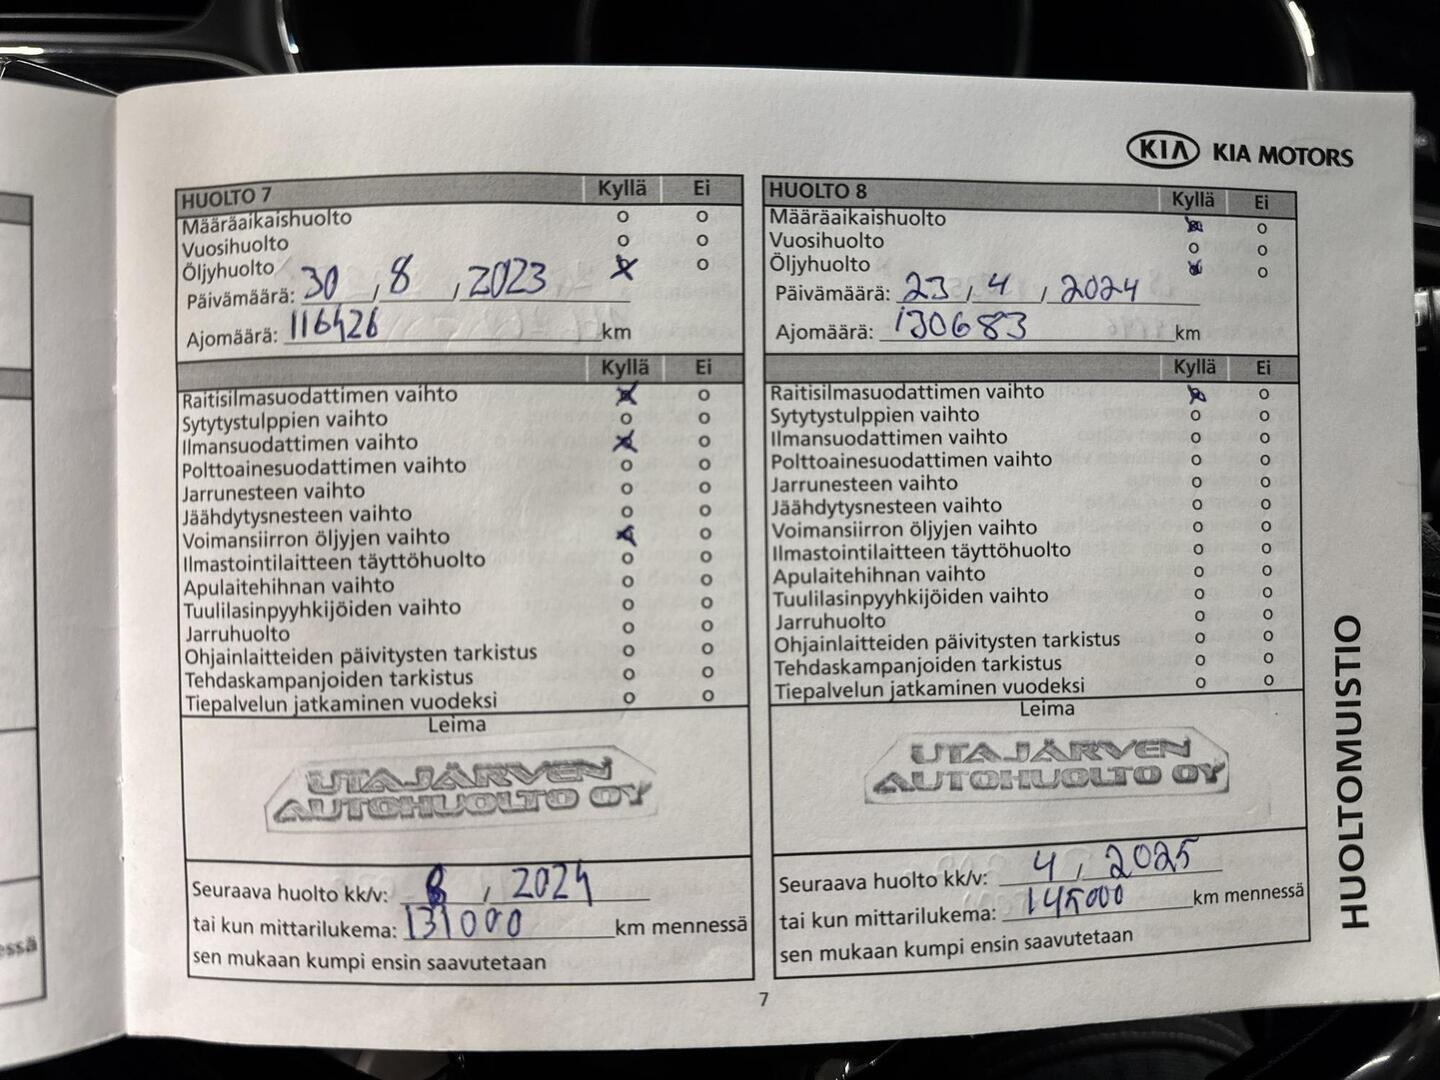 KIA KIA MOTORS
HUOLTO 7 Kyllä Ei
Määräaikaishuolto o o
Vuosihuolto o o
Öljyhuolto x o
Päivämäärä: 30, 8, 2023
Ajomäärä: 116426 km
Kyllä Ei
Raitisilmasuodattimen vaihto x o
Sytytystulppien vaihto o o
Ilmansuodattimen vaihto x o
Polttoainesuodattimen vaihto o o
Jarrunesteen vaihto o o
Jäähdytysnesteen vaihto o o
Voimansiirron öljyjen vaihto x o
Ilmastointilaitteen täyttöhuolto o o
Apulaitehihnan vaihto o o
Tuulilasinpyyhkijöiden vaihto o o
Jarruhuolto o o
Ohjainlaitteiden päivitysten tarkistus o o
Tehdaskampanjoiden tarkistus o o
Tiepalvelun jatkaminen vuodeksi o o
Leima
UTAJÄRVEN
AUTOHUOLTO OY
Seuraava huolto kk/v: 8, 2024
tai kun mittarilukema: 131000 km mennessä
sen mukaan kumpi ensin saavutetaan
HUOLTO 8 Kyllä Ei
Määräaikaishuolto x o
Vuosihuolto o o
Öljyhuolto x o
Päivämäärä: 23, 4, 2024
Ajomäärä: 130683 km
Kyllä Ei
Raitisilmasuodattimen vaihto x o
Sytytystulppien vaihto o o
Ilmansuodattimen vaihto o o
Polttoainesuodattimen vaihto o o
Jarrunesteen vaihto o o
Jäähdytysnesteen vaihto o o
Voimansiirron öljyjen vaihto o o
Ilmastointilaitteen täyttöhuolto o o
Apulaitehihnan vaihto o o
Tuulilasinpyyhkijöiden vaihto o o
Jarruhuolto o o
Ohjainlaitteiden päivitysten tarkistus o o
Tehdaskampanjoiden tarkistus o o
Tiepalvelun jatkaminen vuodeksi o o
Leima
UTAJÄRVEN
AUTOHUOLTO OY
Seuraava huolto kk/v: 4, 2025
tai kun mittarilukema: 145000 km mennessä
sen mukaan kumpi ensin saavutetaan
HUOLTOMUISTIO
7